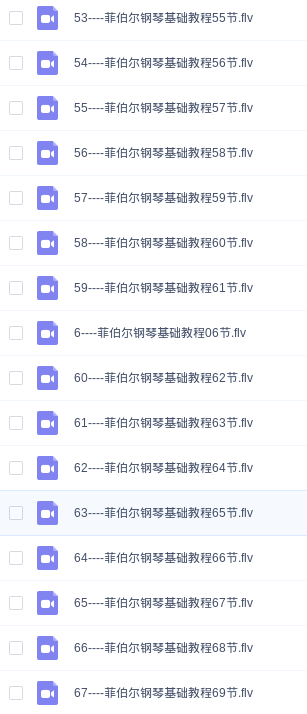 53----菲伯尔钢琴基础教程55节.flv
54----菲伯尔钢琴基础教程56节.flv
55----菲伯尔钢琴基础教程57节.flv
56----菲伯尔钢琴基础教程58节.flv
57----菲伯尔钢琴基础教程59节.flv
58----菲伯尔钢琴基础教程60节.flv
59----菲伯尔钢琴基础教程61节.flv
6----菲伯尔钢琴基础教程06节.flv
60----菲伯尔钢琴基础教程62节.flv
61----菲伯尔钢琴基础教程63节.flv
62----菲伯尔钢琴基础教程64节.flv
63----菲伯尔钢琴基础教程65节.flv
64----菲伯尔钢琴基础教程66节.flv
65----菲伯尔钢琴基础教程67节.flv
66----菲伯尔钢琴基础教程68节.flv
67----菲伯尔钢琴基础教程69节.flv